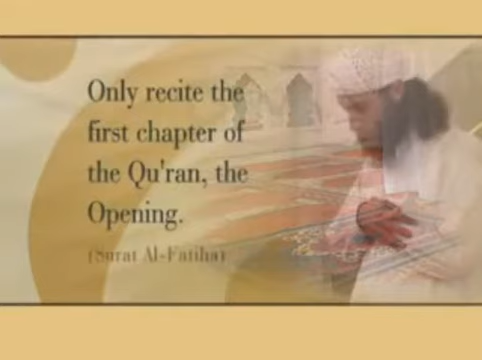 Only recite the
first chapter of
the Qu'ran, the
Opening.
(Surat Al-Fatiha)